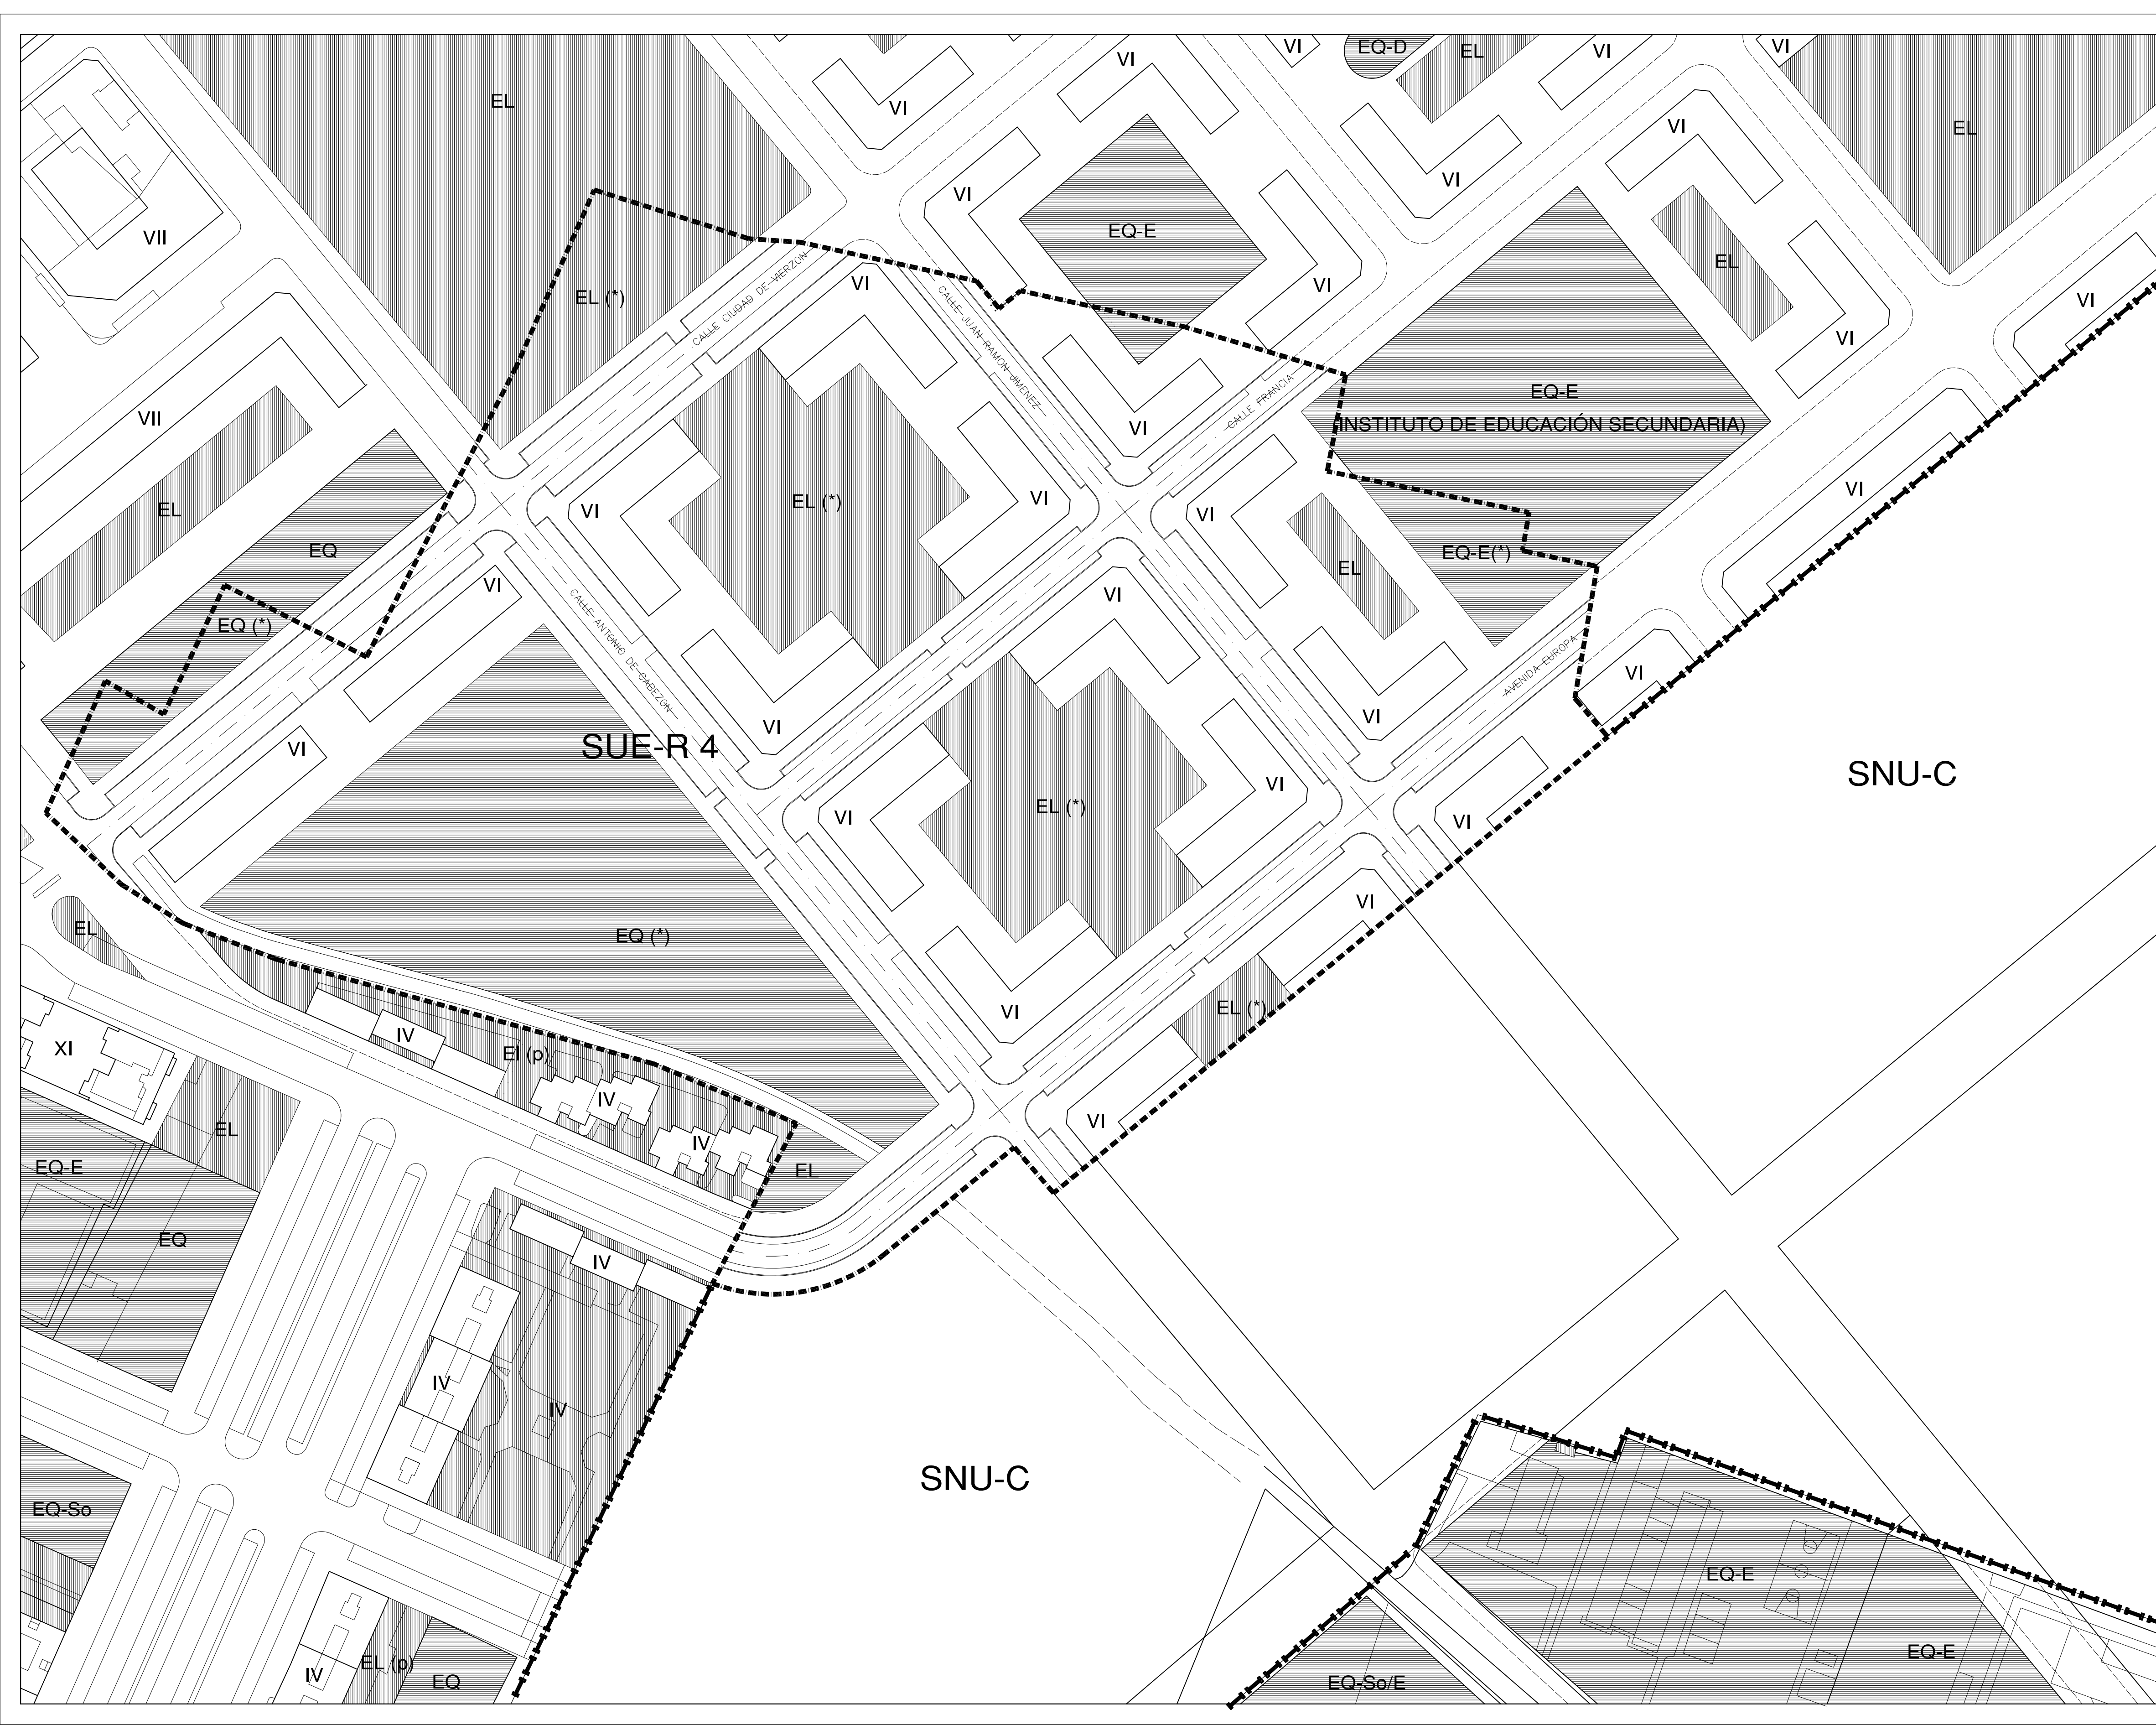 VI
EQ-D
EL
VI
VI
EL
VI
VI
VI
EL
VII
VI
VI
EQ-E
EL
EL (*)
VI
VI
CALLE CIUDAD DE VIERZON
CALLE JUAN RAMON JIMENEZ
VI
VI
VII
EQ-E
CALLE FRANCIA
INSTITUTO DE EDUCACIÓN SECUNDARIA)
VI
VI
EL (*)
VI
VI
EL
VI
EQ
EQ-E(*)
EL
VI
VI
CALLE ANTONIO DE CABEZON
EQ (*)
AVENIDA EUROPA
VI
VI
VI
SUE-R 4
VI
SNU-C
VI
EL (*)
VI
VI
VI
EL
EQ (*)
EL (*)
VI
IV
XI
El (p)
IV
VI
EL
IV
EQ-E
EL
EQ
IV
IV
IV
SNU-C
EQ-So
EQ-E
EQ-E
EL (p)
IV
EQ
EQ-So/E